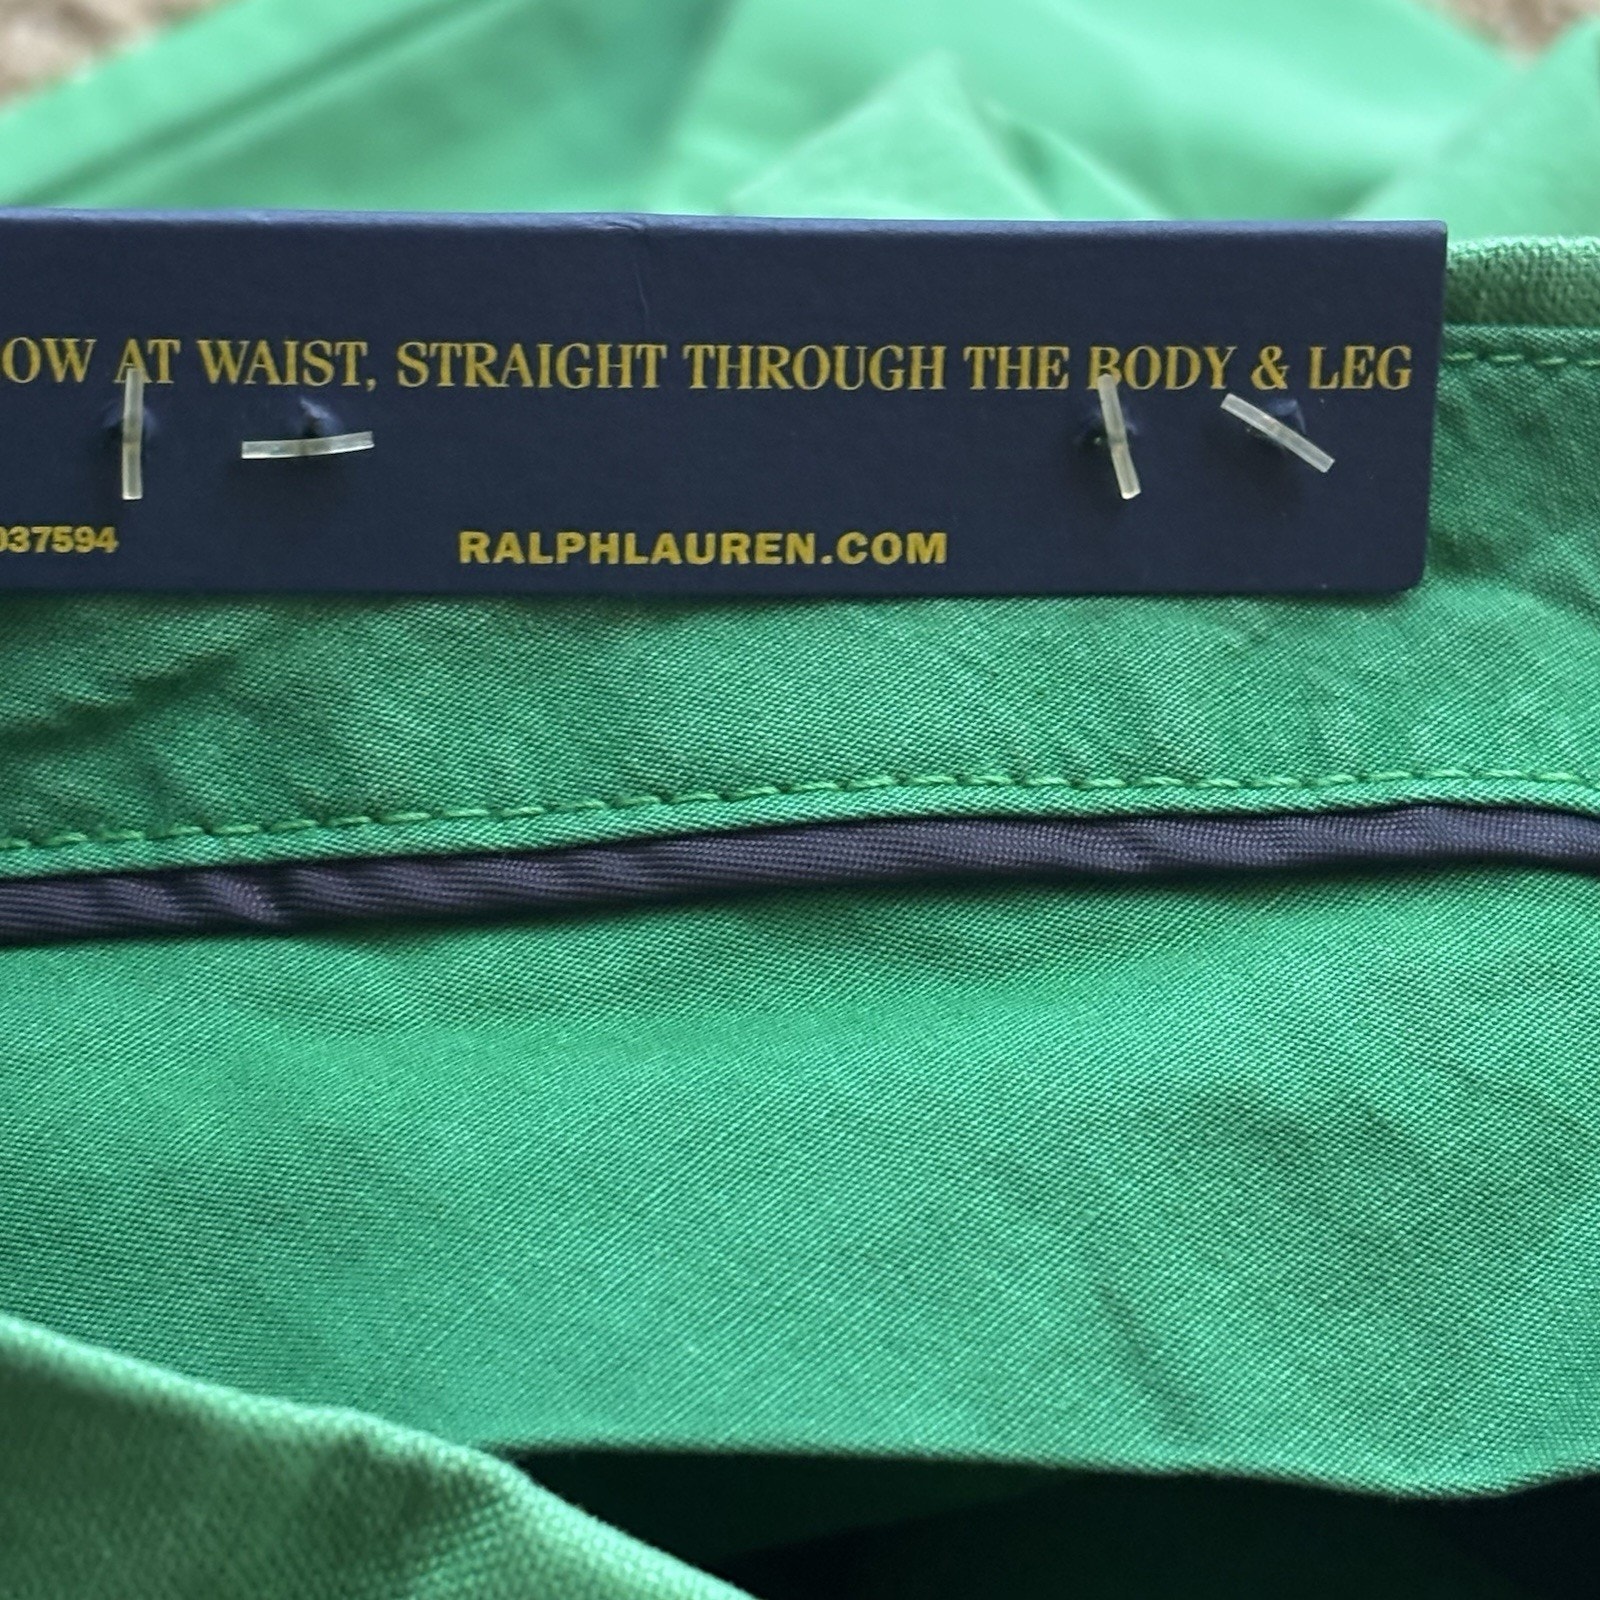 OW AT WAIST, STRAIGHT THROUGH THE BODY & LEG
037594
RALPHLAUREN.COM